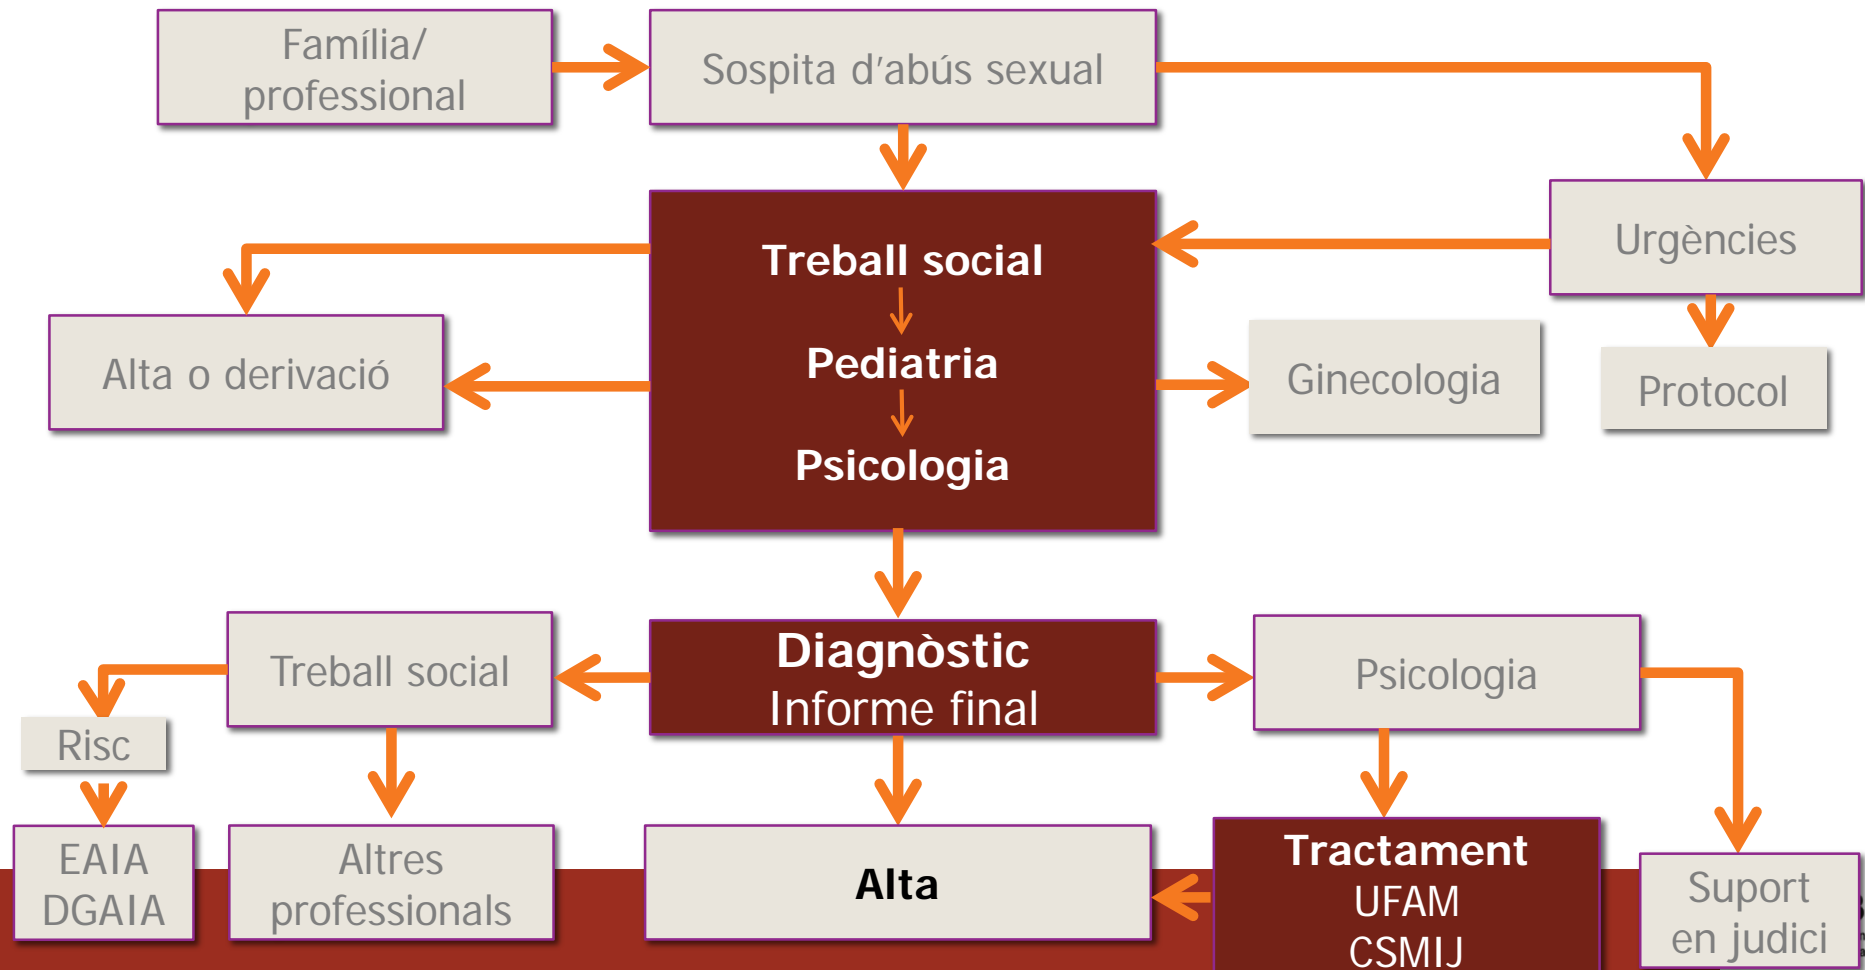 Família/
professional
Sospita d'abús sexual
Treball social
Pediatria
Psicologia
Urgències
Alta o derivació
Ginecologia
Protocol
Diagnòstic
Informe final
Treball social
Psicologia
Risc
EAIA
DGAIA
Altres
professionals
Alta
Tractament
UFAM
CSMIJ
Suport
en judici